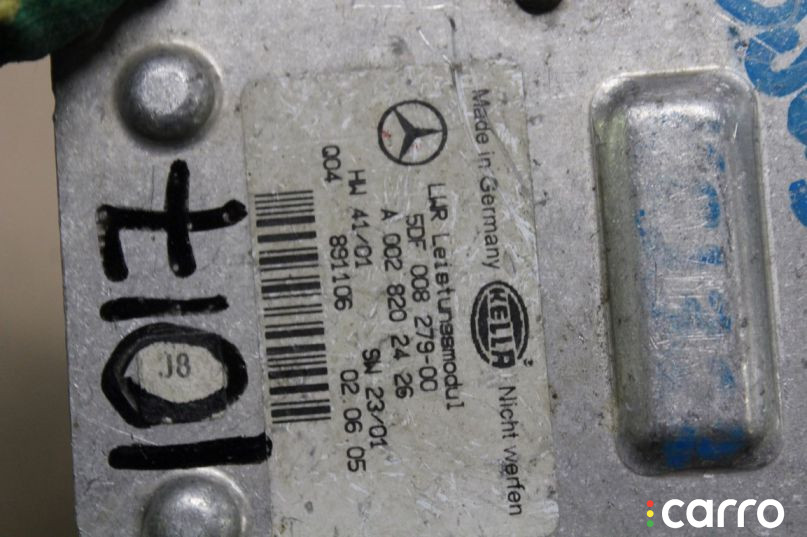 Made in Germany
HELLA
Nicht werfen
LWR Leistungsmodul
5DF 008 279-00
A 002 820 24 26
HW 41/01 SW 23/01
Q04 891106 02 06 05
J8
carro